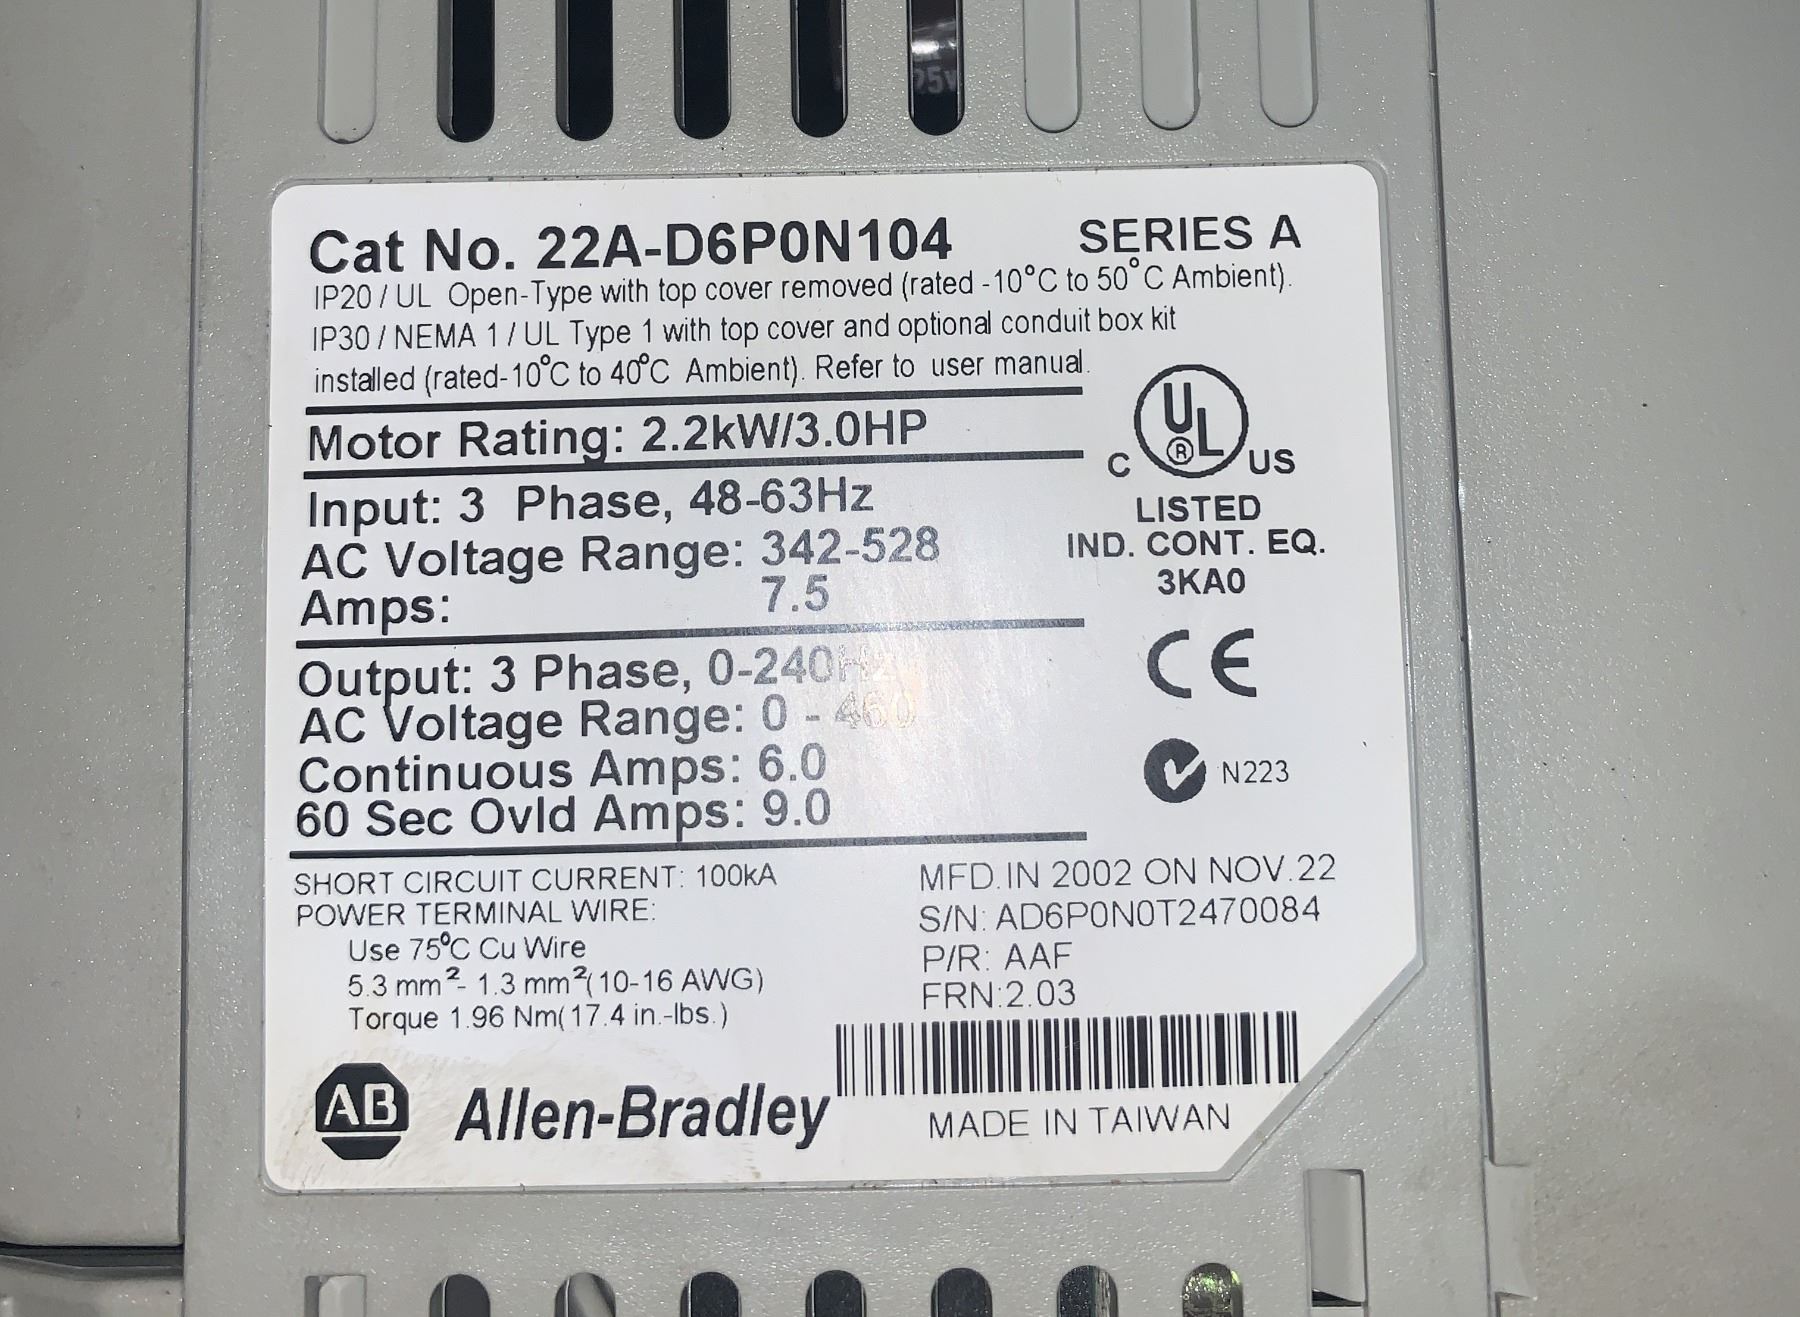 Cat No. 22A-D6P0N104 SERIES A
IP20 / UL Open-Type with top cover removed (rated -10°C to 50°C Ambient).
IP30 / NEMA 1 / UL Type 1 with top cover and optional conduit box kit
installed (rated-10°C to 40°C Ambient). Refer to user manual.
Motor Rating: 2.2kW/3.0HP
Input: 3 Phase, 48-63Hz
AC Voltage Range: 342-528
Amps: 7.5
C UL® US
LISTED
IND. CONT. EQ.
3KA0
CE
N223
Output: 3 Phase, 0-240Hz
AC Voltage Range: 0 - 460
Continuous Amps: 6.0
60 Sec Ovld Amps: 9.0
SHORT CIRCUIT CURRENT: 100kA
POWER TERMINAL WIRE:
Use 75°C Cu Wire
5.3 mm²- 1.3 mm²(10-16 AWG)
Torque 1.96 Nm(17.4 in.-lbs.)
MFD. IN 2002 ON NOV.22
S/N: AD6P0N0T2470084
P/R: AAF
FRN:2.03
AB Allen-Bradley
MADE IN TAIWAN